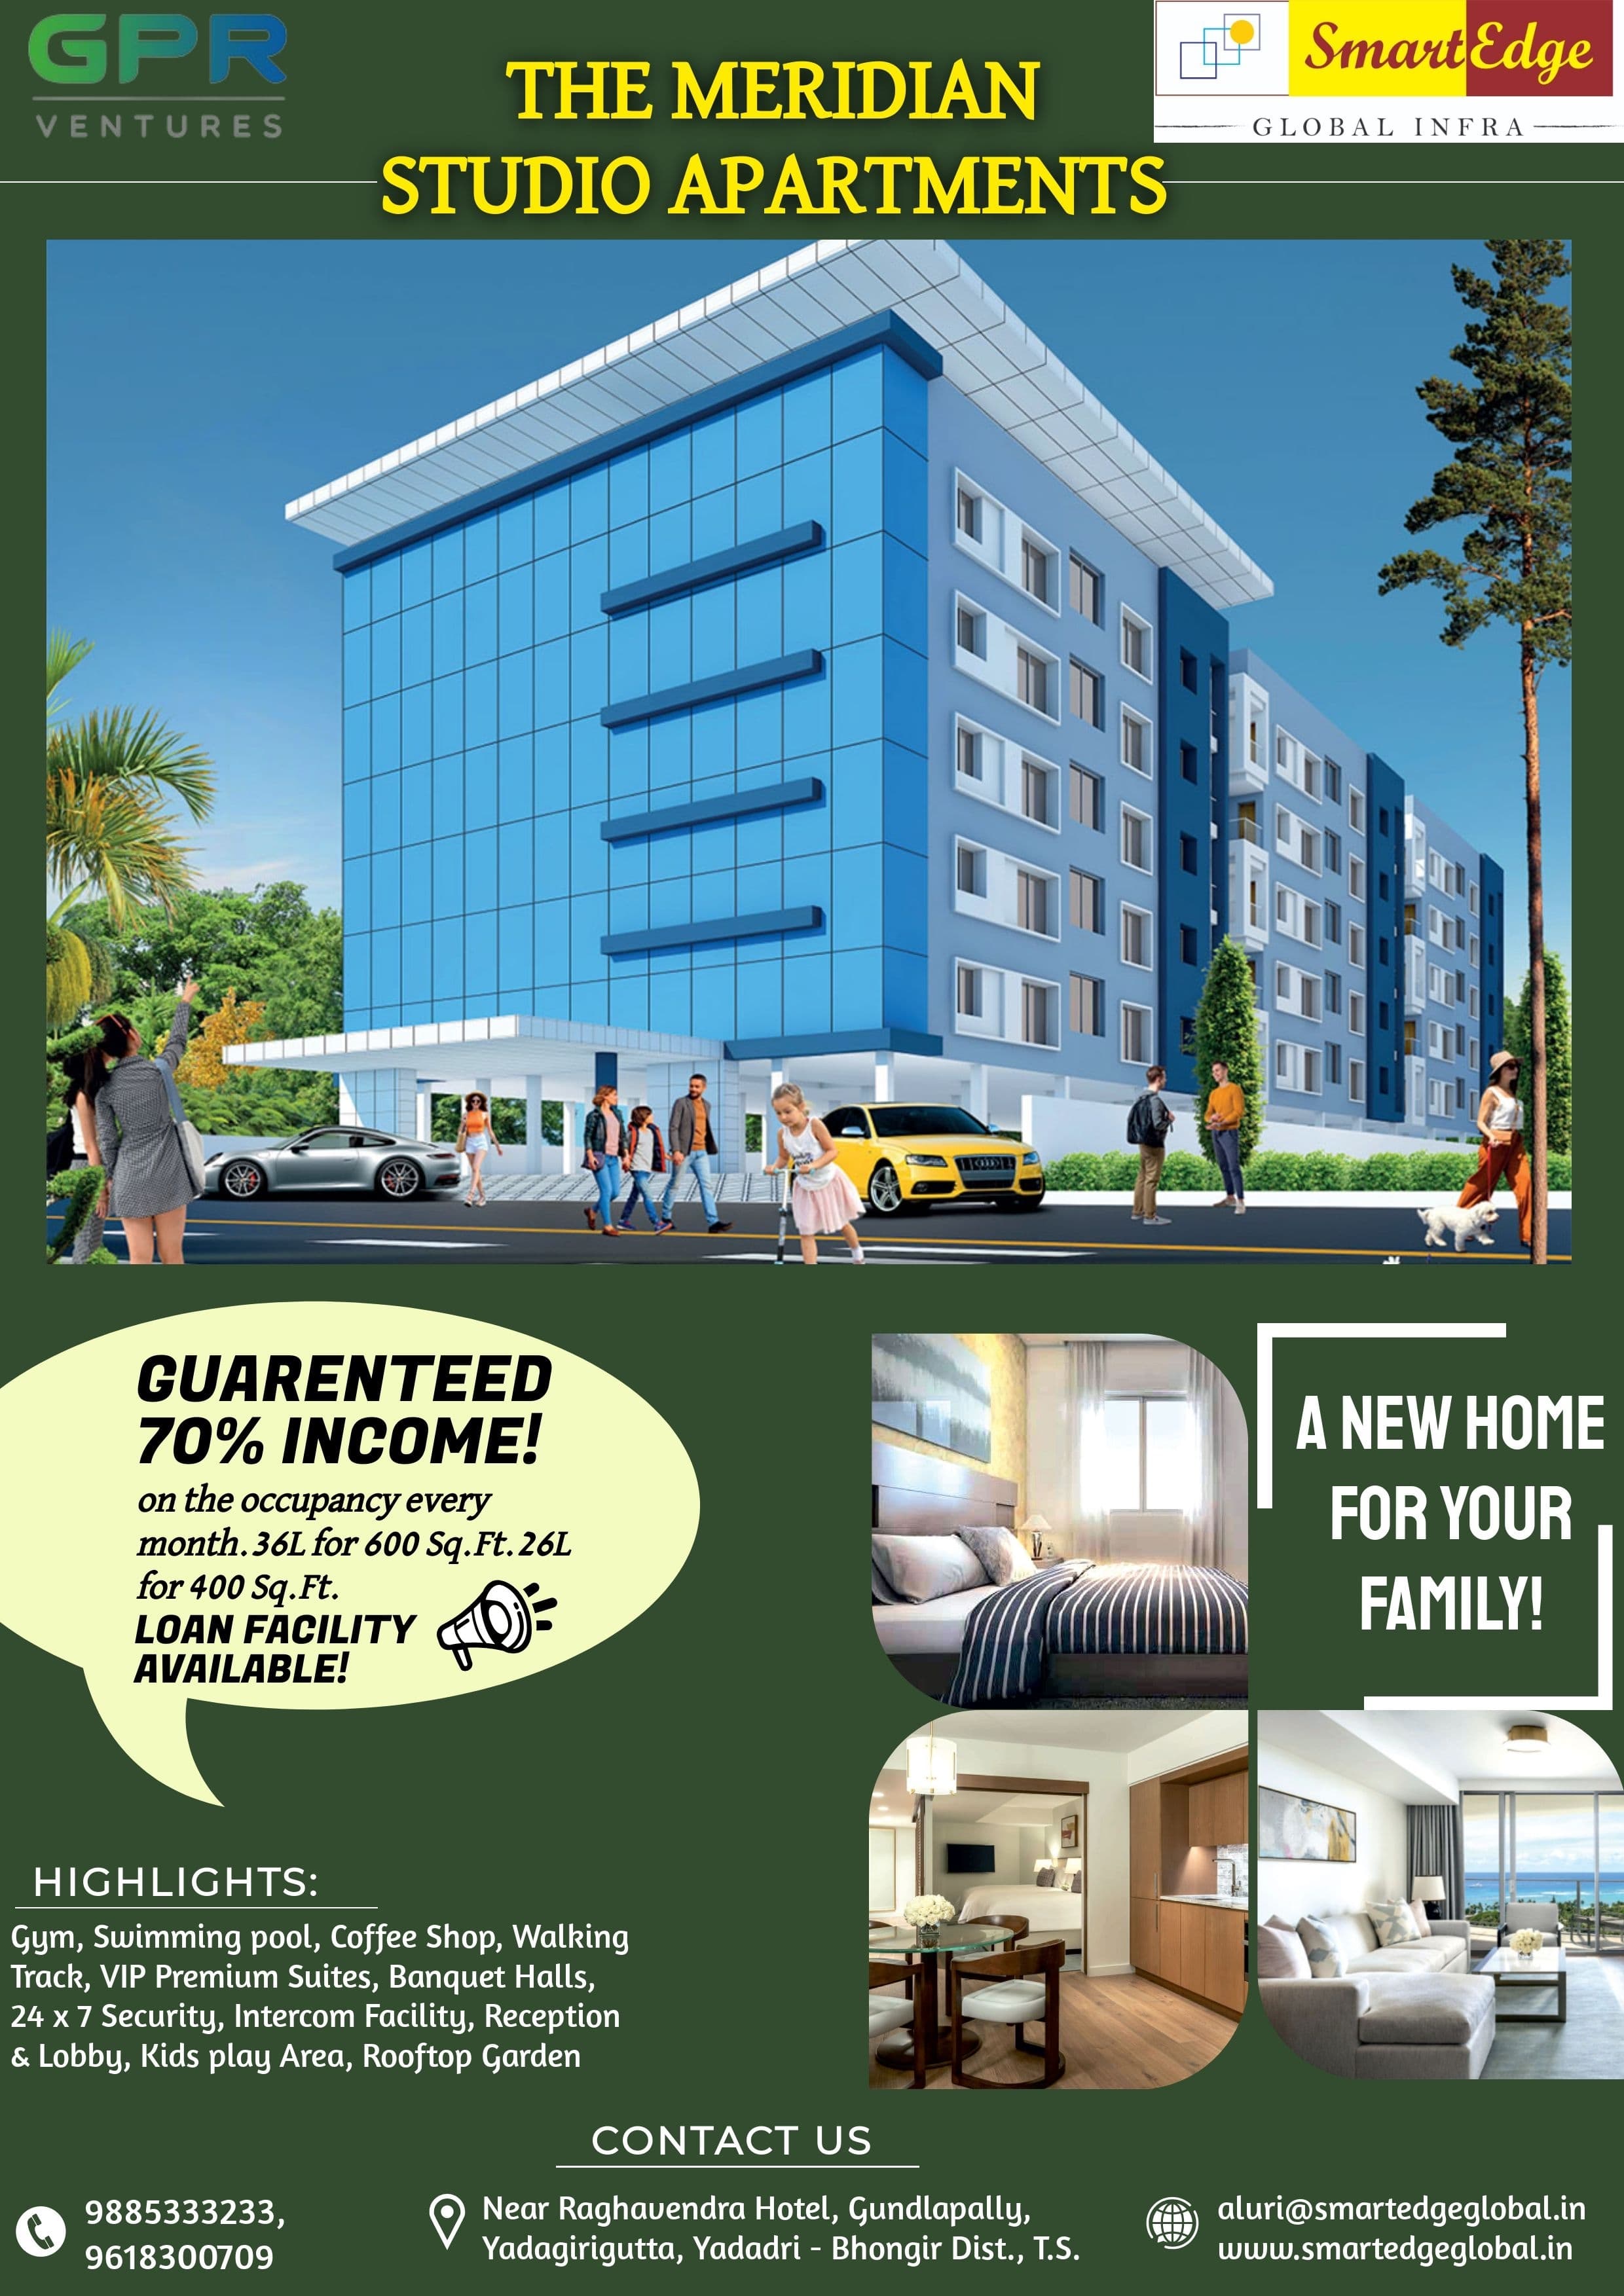 GPR
VENTURES
THE MERIDIAN
STUDIO APARTMENTS
SmartEdge
GLOBAL INFRA
GUARENTEED
70% INCOME!
on the occupancy every
month.36L for 600 Sq.Ft.26L
for 400 Sq.Ft.
LOAN FACILITY
AVAILABLE!
A NEW HOME
FOR YOUR
FAMILY!
HIGHLIGHTS:
Gym, Swimming pool, Coffee Shop, Walking
Track, VIP Premium Suites, Banquet Halls,
24 x 7 Security, Intercom Facility, Reception
& Lobby, Kids play Area, Rooftop Garden
CONTACT US
9885333233,
9618300709
Near Raghavendra Hotel, Gundlapally,
Yadagirigutta, Yadadri - Bhongir Dist., T.S.
aluri@smartedgeglobal.in
www.smartedgeglobal.in